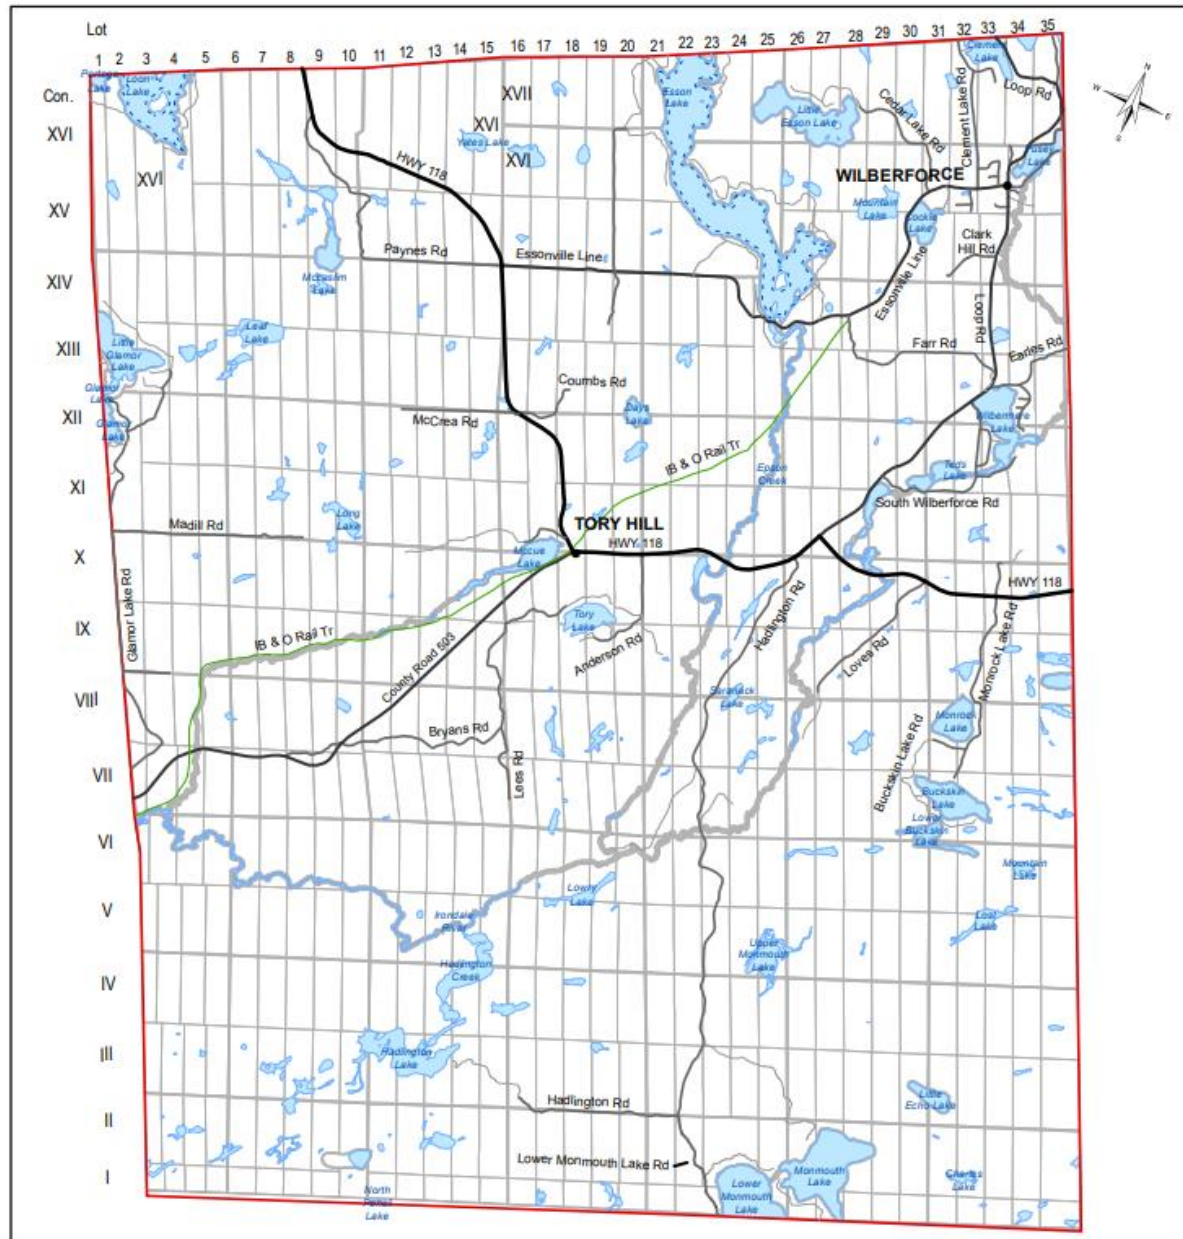 Lot
1 2 3 4 5 6 7 8 9 10 11 12 13 14 15 16 17 18 19 20 21 22 23 24 25 26 27 28 29 30 31 32 33 34 35
Con.
XVII
XVI
XVI
XVI
XVI
XV
XIV
XIII
XII
XI
X
IX
VIII
VII
VI
V
IV
III
II
I
N
W
E
S
Loon
Lake
Esson
Lake
Little
Esson Lake
Cedar Lake Rd
Clement Lake Rd
Clement
Lake
Loop Rd
HWY 118
Yates Lake
WILBERFORCE
Mountain
Lake
Cookie
Lake
Clark
Hill Rd
Paynes Rd
Essonville Line
Essonville Line
Loop Rd
Leaf
Lake
Little
Glamor
Lake
Glamor
Lake
Glamor
Lake
Farr Rd
Earles Rd
Coumbs Rd
McCrea Rd
Days
Lake
Wilbermere
Lake
IB & O Rail Tr
Epson
Creek
Teds
Lake
South Wilberforce Rd
Long
Lake
Madill Rd
TORY HILL
HWY 118
Mccue
Lake
HWY 118
Glamor Lake Rd
Hadlington Rd
Monrock Lake Rd
Tory
Lake
IB & O Rail Tr
Anderson Rd
County Road 503
Lovea Rd
Saranack
Lake
Monrock
Lake
Bryans Rd
Lees Rd
Buckskin Lake Rd
Buckskin
Lake
Lower
Buckskin
Lake
Mountain
Lake
Lowry
Lake
Irondale
River
Lost
Lake
Upper
Monmouth
Lake
Hadlington
Creek
Hadlington
Lake
Hadlington Rd
Little
Echo Lake
Lower Monmouth Lake Rd
Monmouth
Lake
Lower
Monmouth
Lake
Charles
Lake
North
Lake